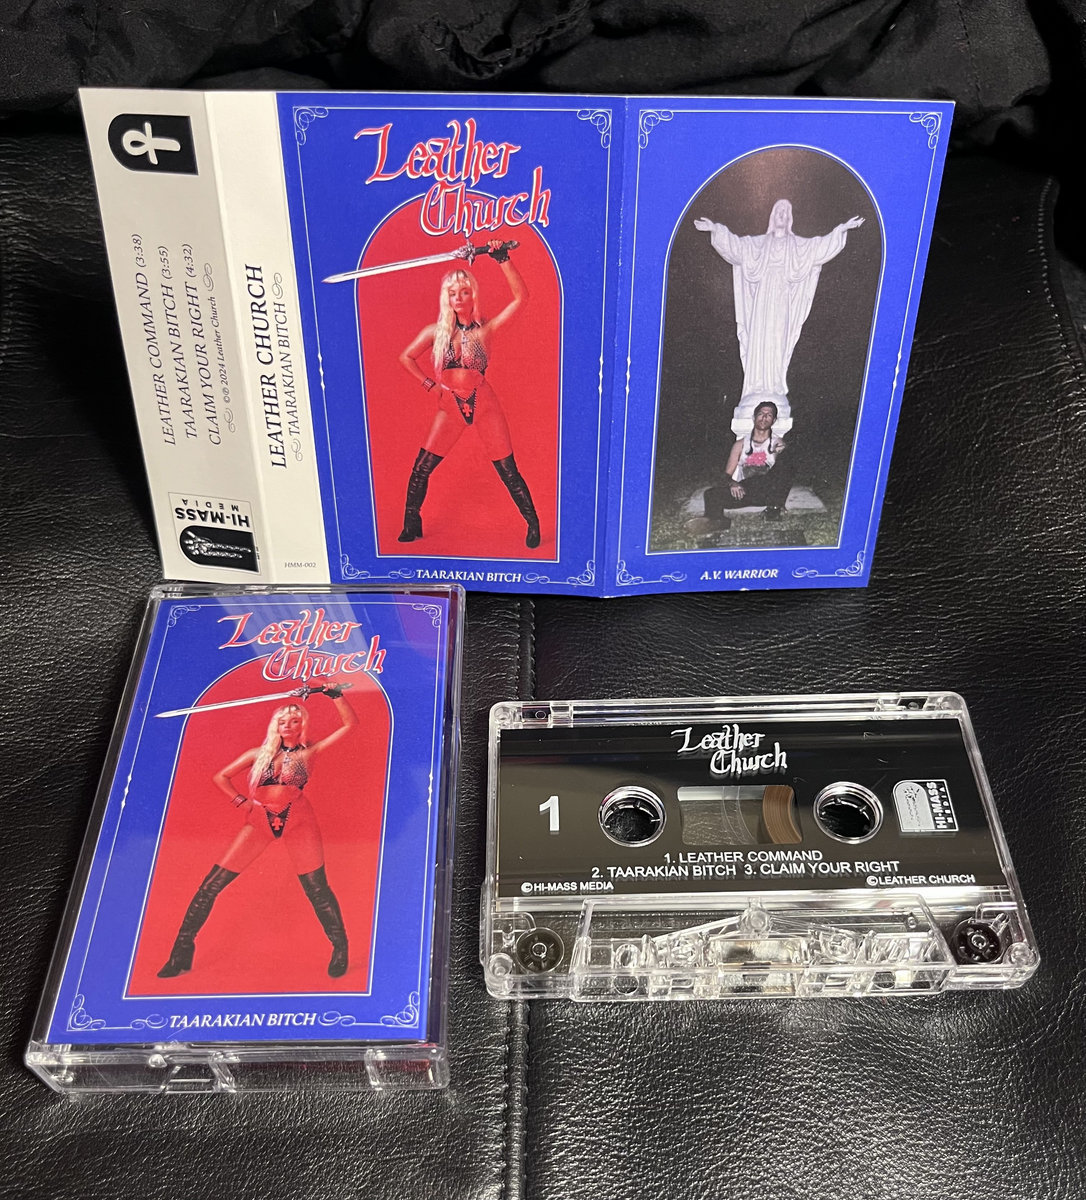 LEATHER COMMAND (3:38)
TAARAKIAN BITCH (3:55)
CLAIM YOUR RIGHT (4:32)
©℗ 2024 Leather Church
HI-MASS
MEDIA
LEATHER CHURCH
TAARAKIAN BITCH
HMM-002
Leather
Church
TAARAKIAN BITCH
A.V. WARRIOR
Leather
Church
TAARAKIAN BITCH
Leather
Church
1
HI-MASS
MEDIA
1. LEATHER COMMAND
2. TAARAKIAN BITCH 3. CLAIM YOUR RIGHT
©HI-MASS MEDIA
©LEATHER CHURCH